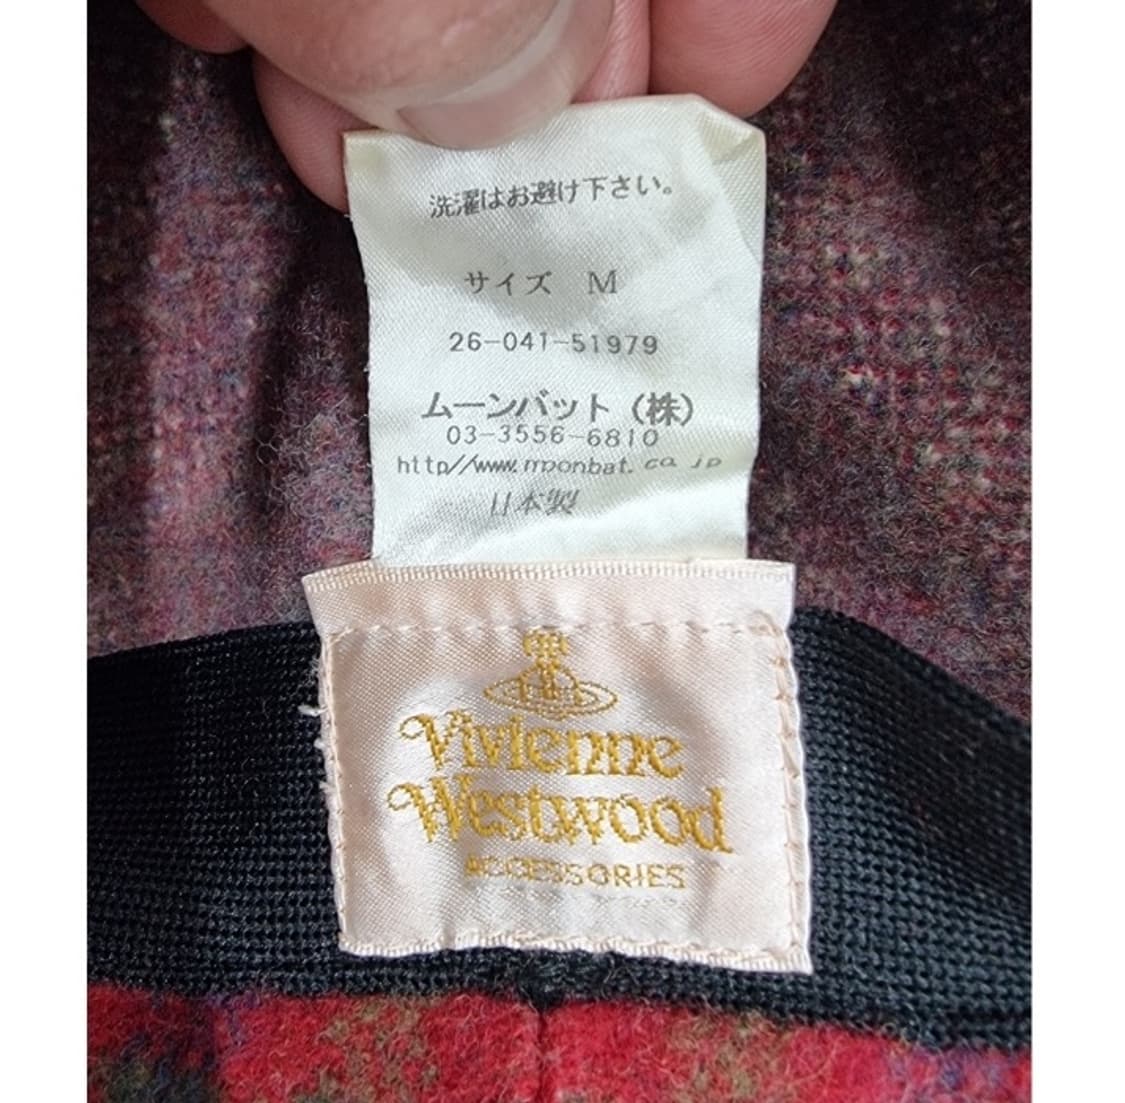 洗濯はお避け下さい。
サイズ M
26-041-51979
ムーンバット（株）
03-3556-6810
http//www.moonbat.co jp
日本製
Vivienne
Westwood
ACCESSORIES